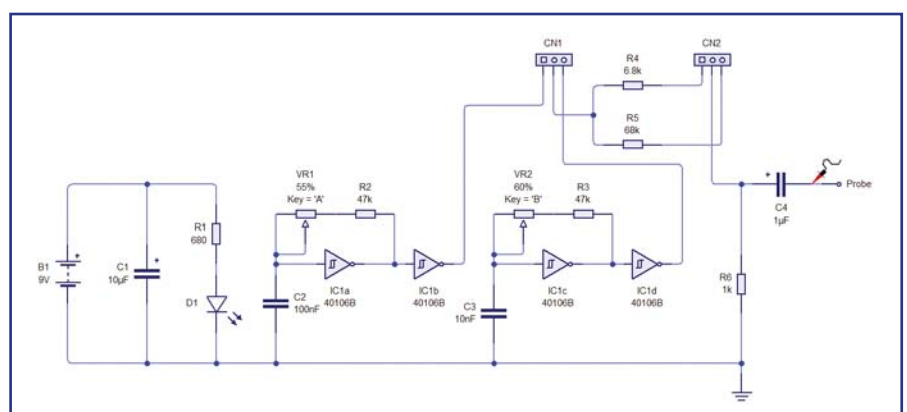 CN1
CN2
R4
6.8k
R5
68k
VR1
55%
Key = 'A'
R2
47k
VR2
60%
Key = 'B'
R3
47k
+
C4
1µF
Probe
B1
9V
+
C1
10µF
+
R1
680
D1
C2
100nF
IC1a
40106B
IC1b
40106B
C3
10nF
IC1c
40106B
IC1d
40106B
R6
1k